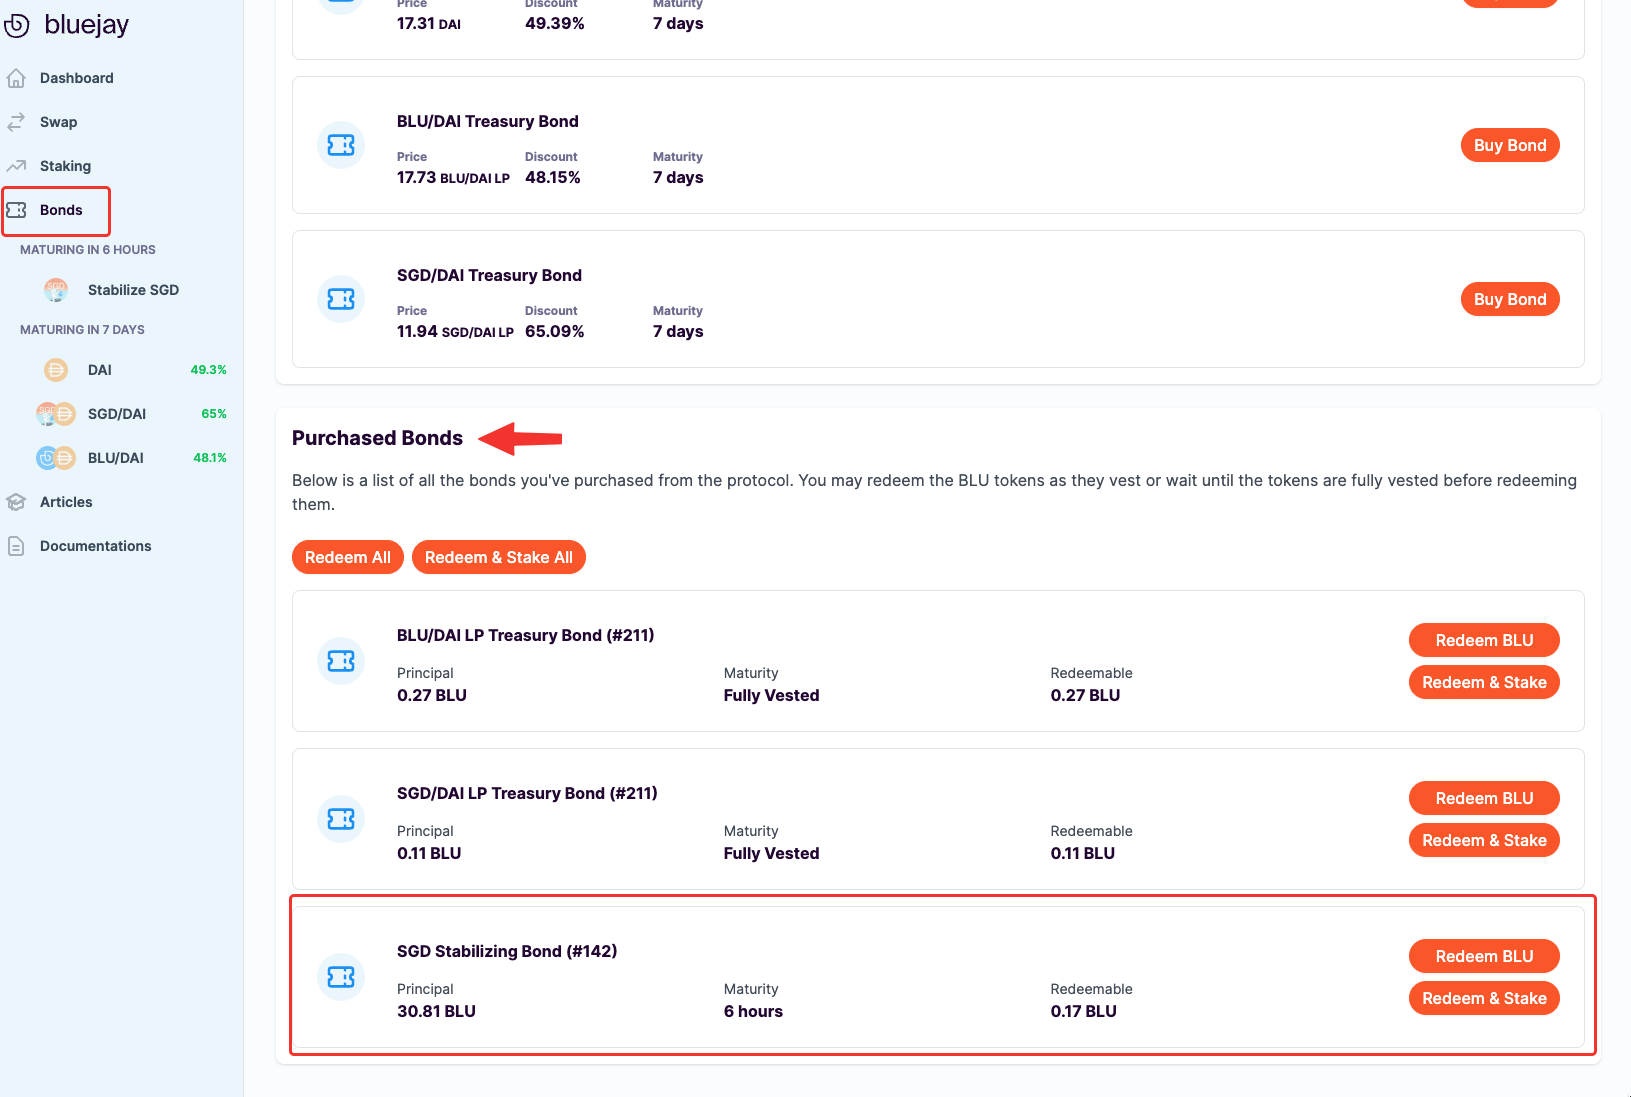 bluejay
Dashboard
Swap
Staking
Bonds
MATURING IN 6 HOURS
Stabilize SGD
MATURING IN 7 DAYS
DAI 49.3%
SGD/DAI 65%
BLU/DAI 48.1%
Articles
Documentations
Price Discount Maturity
17.31 DAI 49.39% 7 days
BLU/DAI Treasury Bond
Price Discount Maturity
17.73 BLU/DAI LP 48.15% 7 days
Buy Bond
SGD/DAI Treasury Bond
Price Discount Maturity
11.94 SGD/DAI LP 65.09% 7 days
Buy Bond
Purchased Bonds
Below is a list of all the bonds you've purchased from the protocol. You may redeem the BLU tokens as they vest or wait until the tokens are fully vested before redeeming
them.
Redeem All Redeem & Stake All
BLU/DAI LP Treasury Bond (#211)
Principal Maturity Redeemable
0.27 BLU Fully Vested 0.27 BLU
Redeem BLU
Redeem & Stake
SGD/DAI LP Treasury Bond (#211)
Principal Maturity Redeemable
0.11 BLU Fully Vested 0.11 BLU
Redeem BLU
Redeem & Stake
SGD Stabilizing Bond (#142)
Principal Maturity Redeemable
30.81 BLU 6 hours 0.17 BLU
Redeem BLU
Redeem & Stake